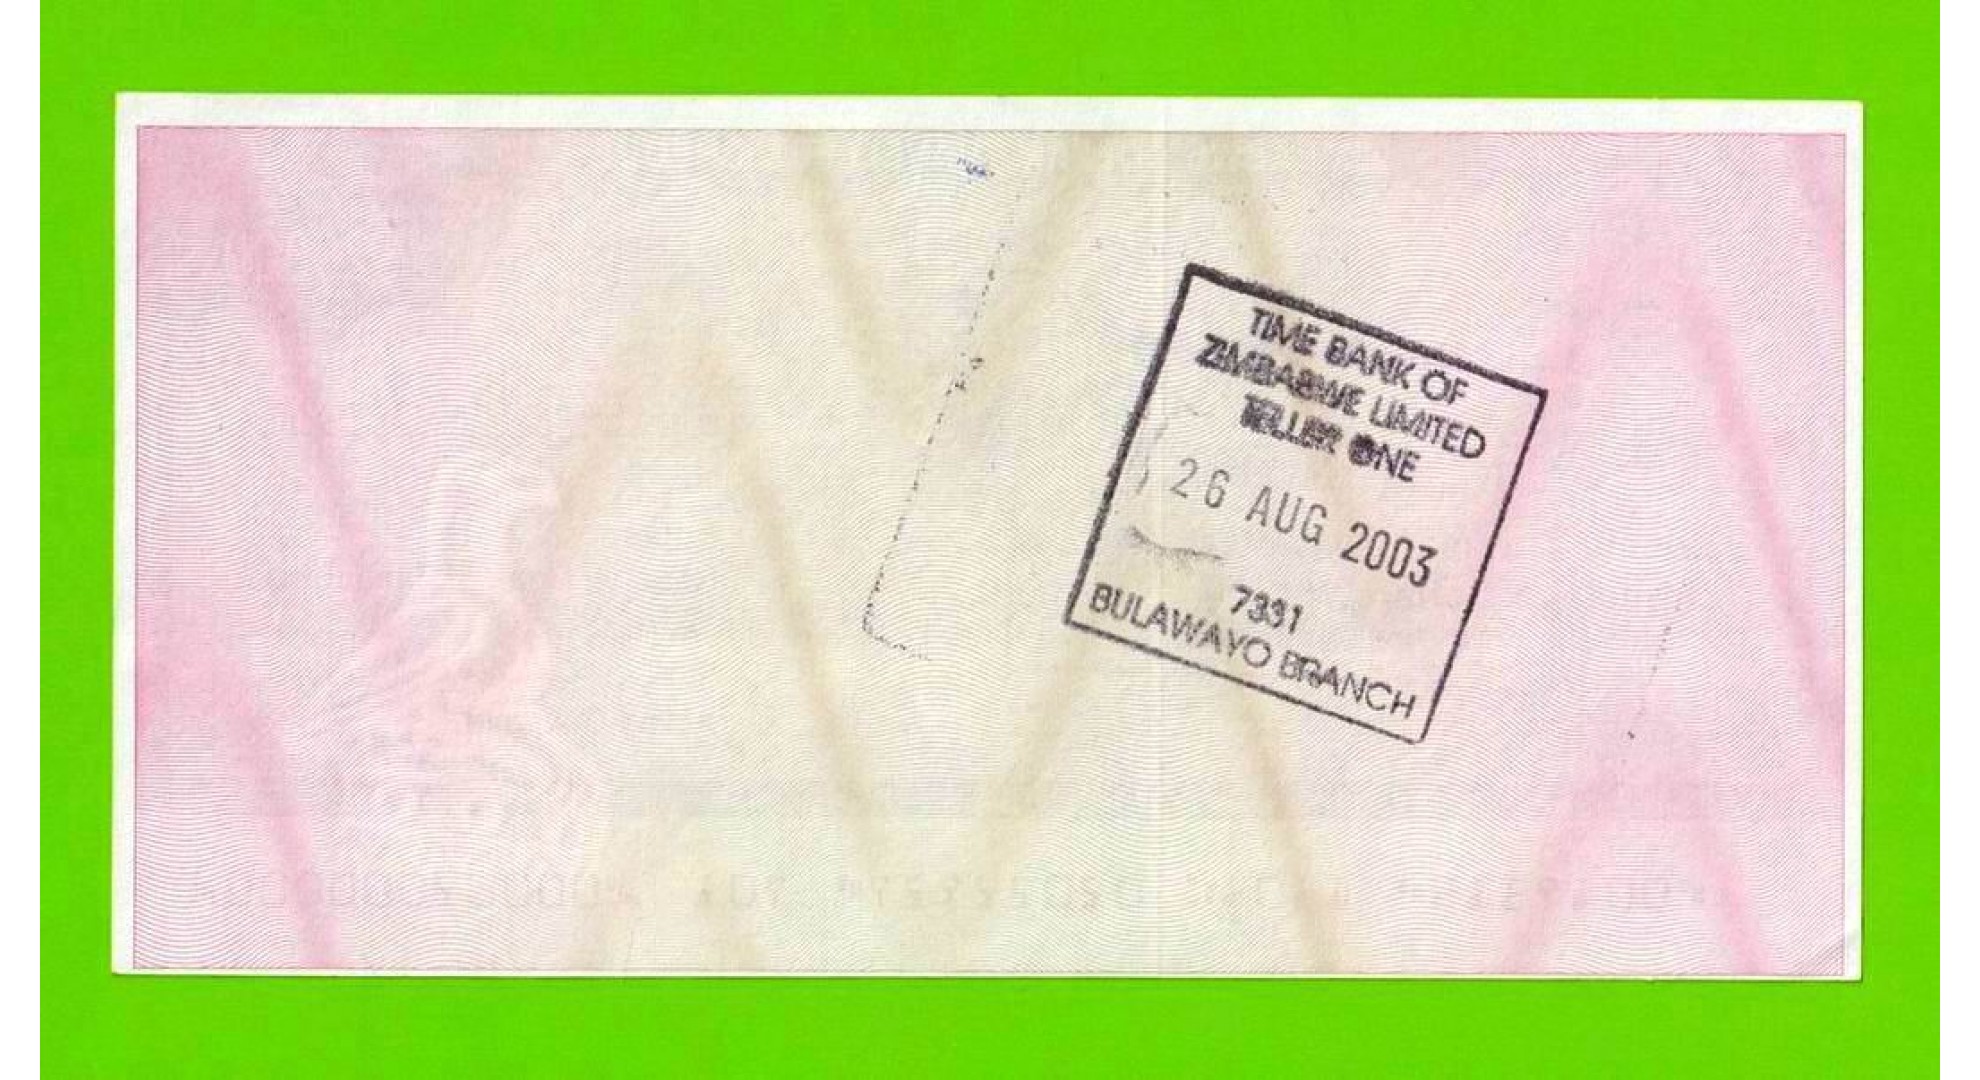 TIME BANK OF
ZIMBABWE LIMITED
TELLER ONE
26 AUG 2003
7331
BULAWAYO BRANCH